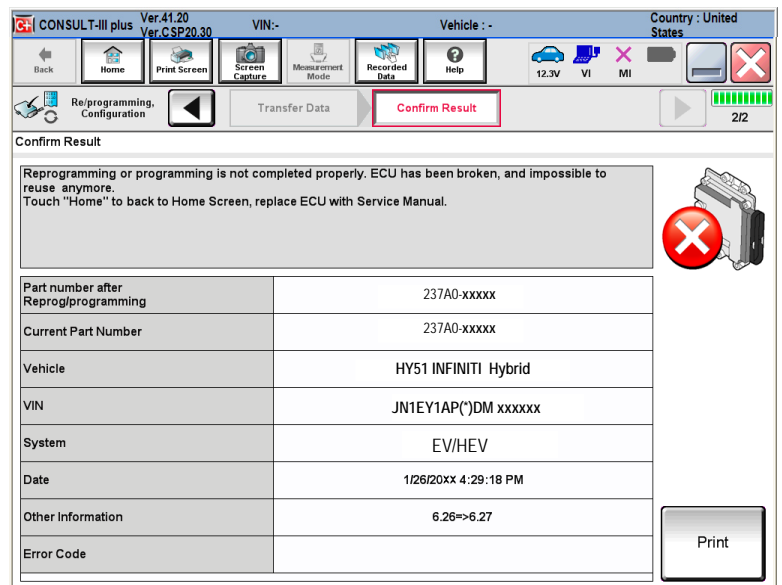 CONSULT-III plus Ver.41.20 Ver.CSP20.30 VIN:- Vehicle : - Country : United States
Back Home Print Screen Screen Capture Measurement Mode Recorded Data Help 12.3V VI MI
Re/programming, Configuration Transfer Data Confirm Result 2/2
Confirm Result
Reprogramming or programming is not completed properly. ECU has been broken, and impossible to
reuse anymore.
Touch "Home" to back to Home Screen, replace ECU with Service Manual.
Part number after Reprog/programming 237A0-xxxxx
Current Part Number 237A0-xxxxx
Vehicle HY51 INFINITI Hybrid
VIN JN1EY1AP(*)DM xxxxxx
System EV/HEV
Date 1/26/20xx 4:29:18 PM
Other Information 6.26=>6.27
Error Code
Print